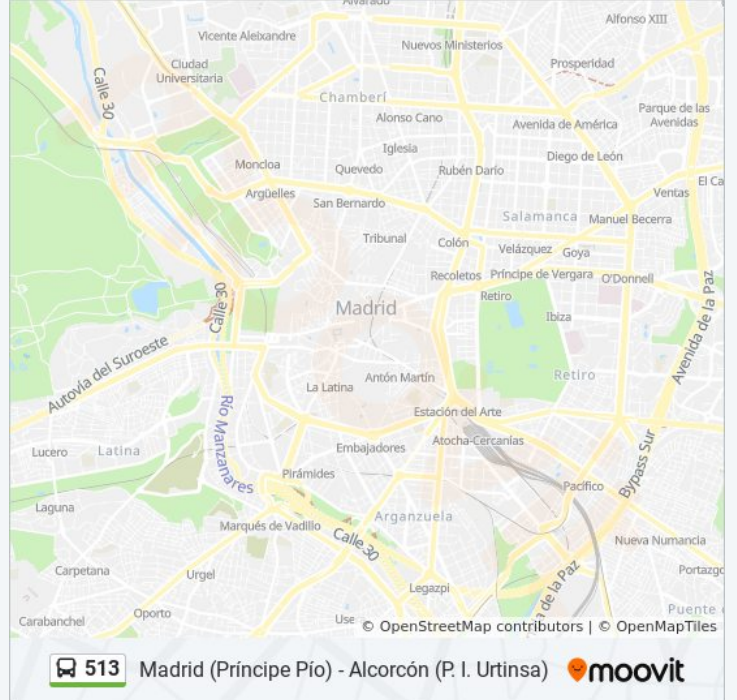 Alvarado
Alfonso XIII
Vicente Aleixandre
Nuevos Ministerios
Ciudad
Universitaria
Prosperidad
Calle 30
Chamberí
Parque de las
Avenidas
Alonso Cano
Avenida de América
Iglesia
Diego de León
Moncloa
Quevedo
Rubén Darío
El Ca
Argüelles
Ventas
San Bernardo
Salamanca
Manuel Becerra
Tribunal
Colón
Velázquez
Goya
Recoletos
Príncipe de Vergara
O'Donnell
Retiro
Calle 30
Madrid
Ibiza
Avenida de la Paz
Autovía del Suroeste
La Latina
Antón Martín
Retiro
Estación del Arte
Río Manzanares
Lucero
Latina
Embajadores
Atocha-Cercanías
Bypass Sur
Pirámides
Pacífico
Laguna
Marqués de Vadillo
Arganzuela
Calle 30
Nueva Numancia
Carpetana
Urgel
Legazpi
a de la Paz
Portazgo
Carabanchel
Oporto
Use
Puente
© OpenStreetMap contributors | © OpenMapTiles
513
Madrid (Príncipe Pío) - Alcorcón (P. I. Urtinsa)
moovit